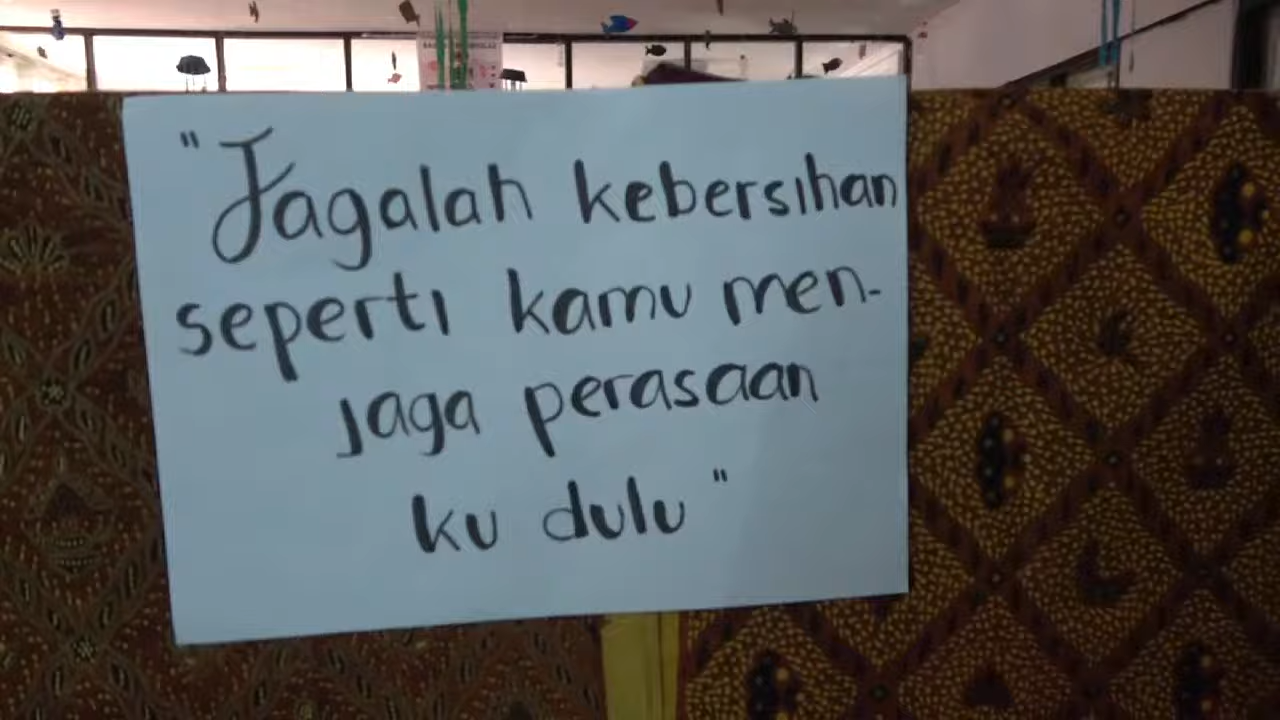 "Jagalah kebersihan
seperti kamu men-
jaga perasaan
ku dulu"